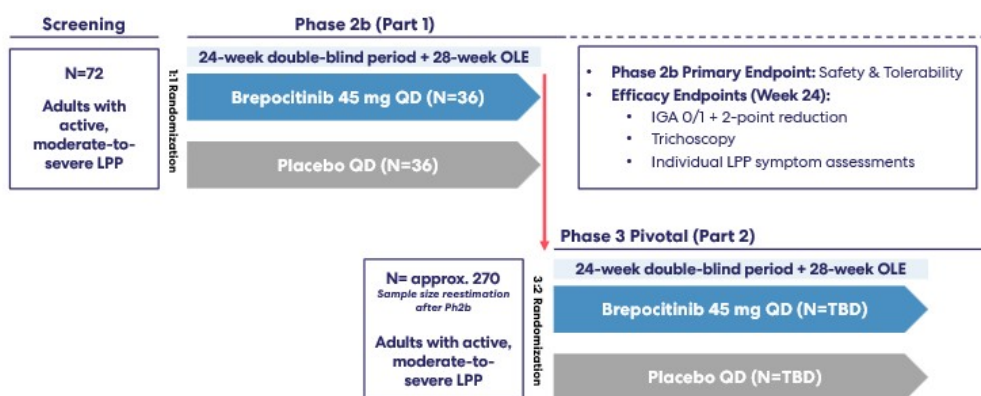 Screening
Phase 2b (Part 1)
N=72
Adults with
active,
moderate-to-
severe LPP
1:1 Randomization
24-week double-blind period + 28-week OLE
Brepocitinib 45 mg QD (N=36)
Placebo QD (N=36)
• Phase 2b Primary Endpoint: Safety & Tolerability
• Efficacy Endpoints (Week 24):
• IGA 0/1 + 2-point reduction
• Trichoscopy
• Individual LPP symptom assessments
Phase 3 Pivotal (Part 2)
N= approx. 270
Sample size reestimation
after Ph2b
Adults with active,
moderate-to-
severe LPP
3:2 Randomization
24-week double-blind period + 28-week OLE
Brepocitinib 45 mg QD (N=TBD)
Placebo QD (N=TBD)